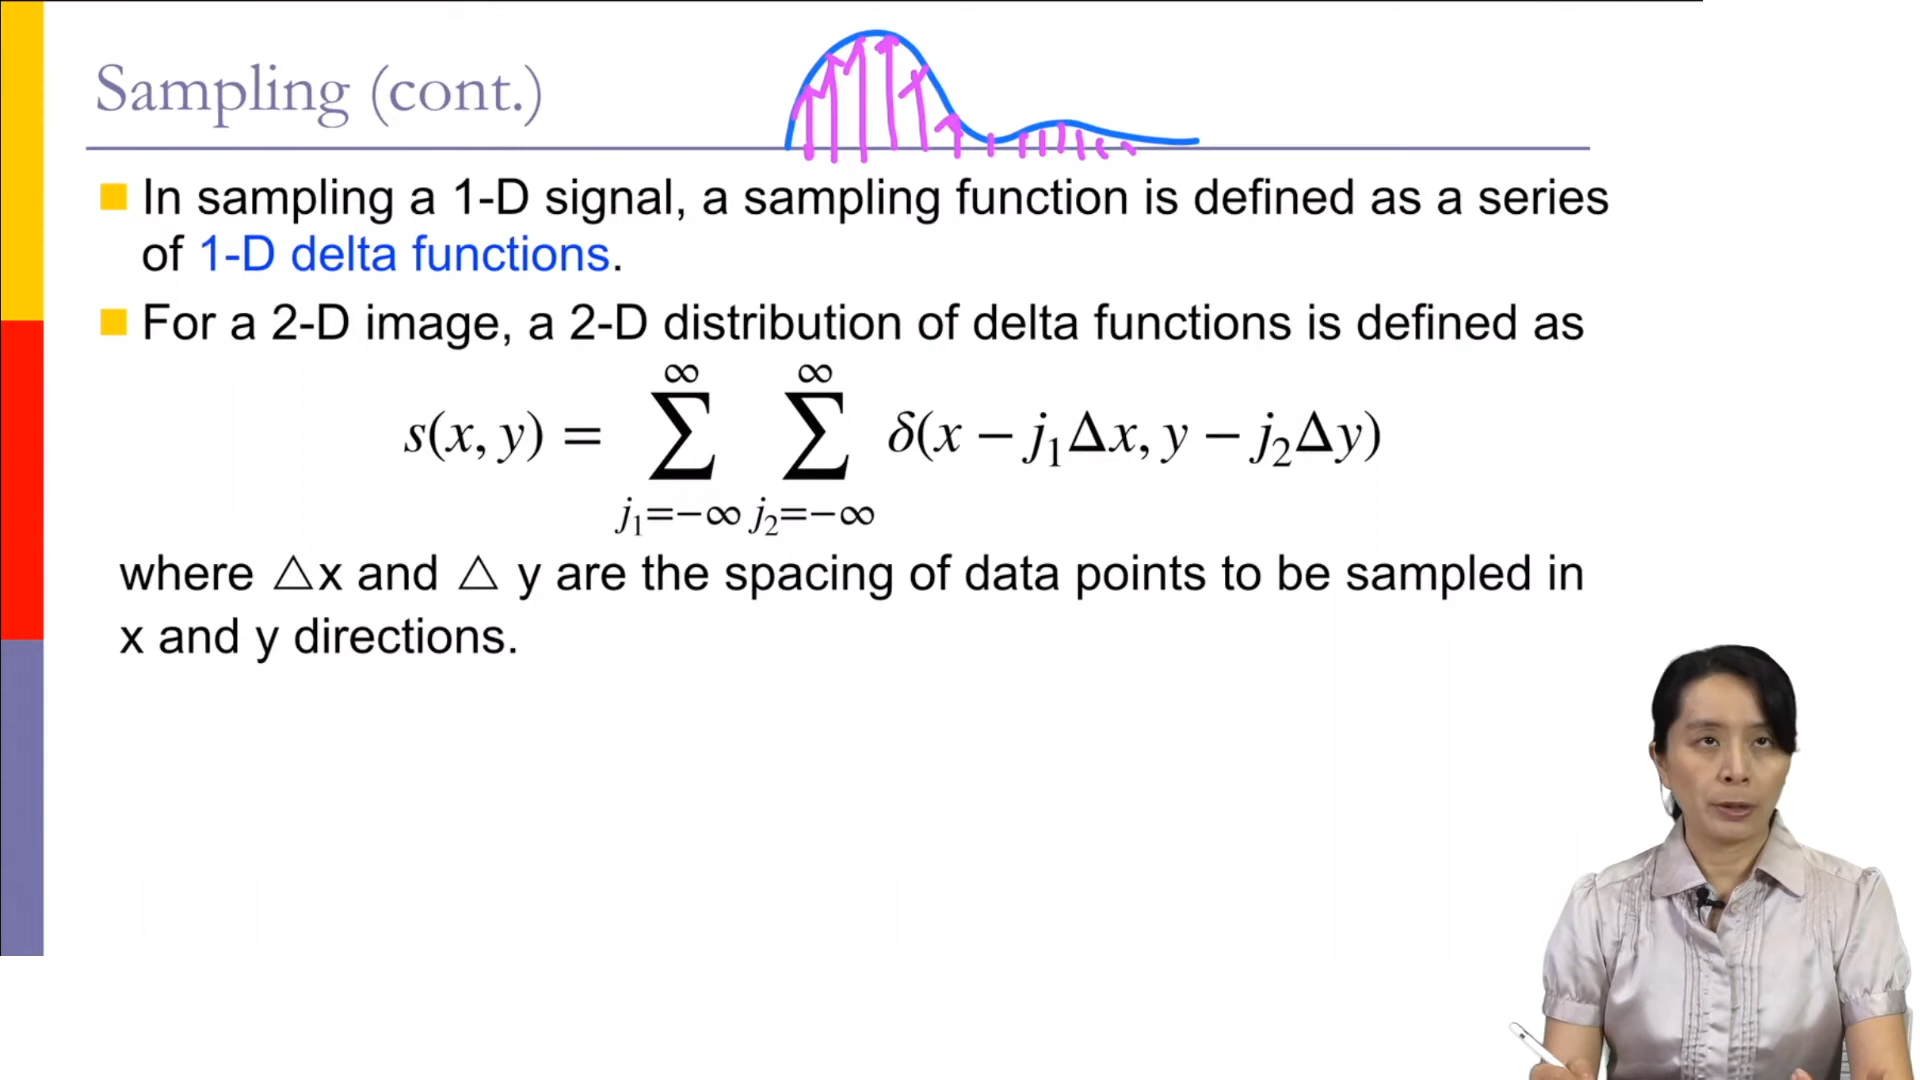 Sampling (cont.)
In sampling a 1-D signal, a sampling function is defined as a series
of 1-D delta functions.
For a 2-D image, a 2-D distribution of delta functions is defined as
s(x, y) = ∑_{j₁=−∞}^{∞} ∑_{j₂=−∞}^{∞} δ(x − j₁Δx, y − j₂Δy)
where △x and △ y are the spacing of data points to be sampled in
x and y directions.